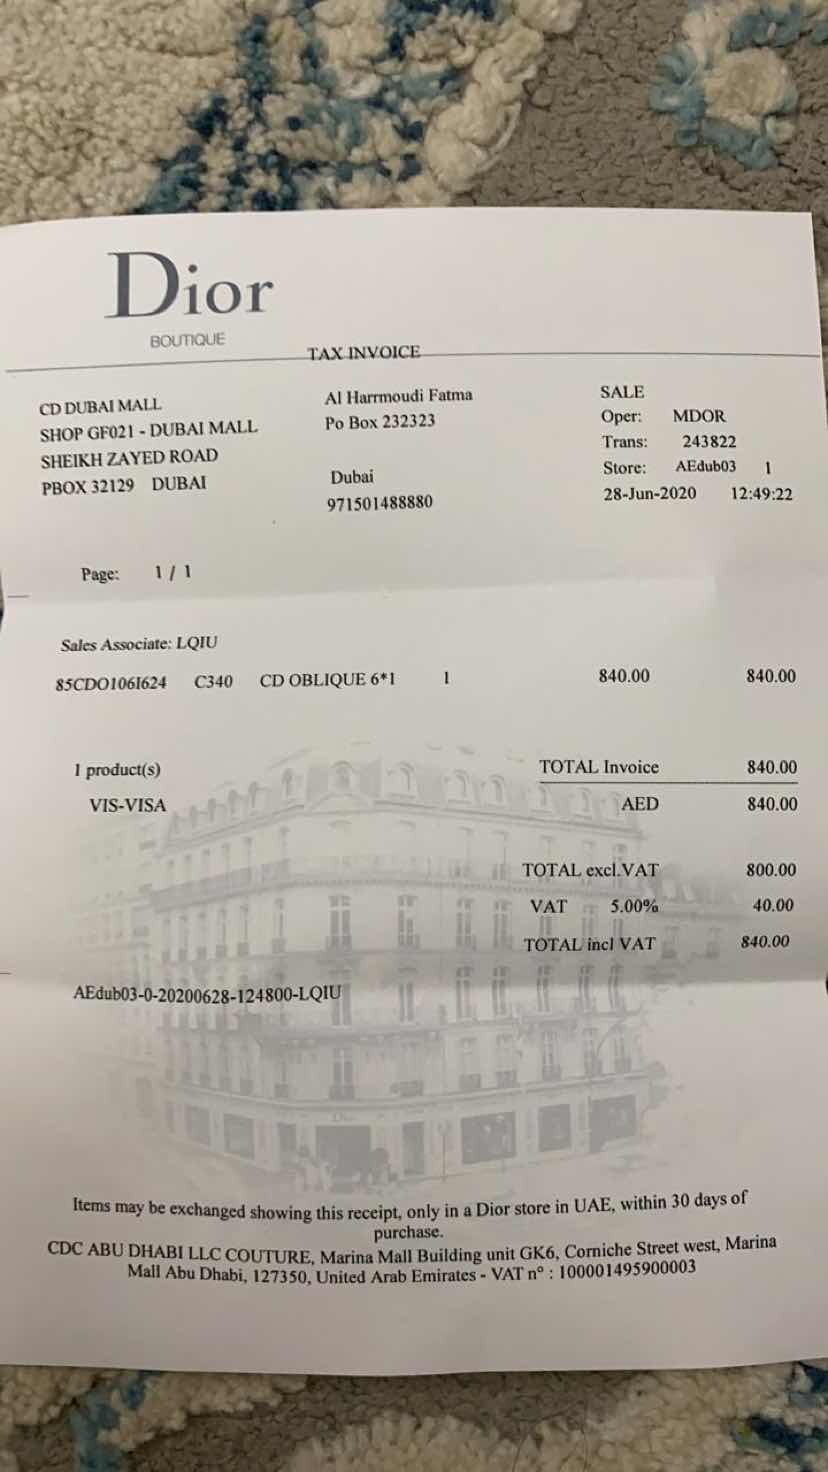 Dior
BOUTIQUE
TAX INVOICE
CD DUBAI MALL
SHOP GF021 - DUBAI MALL
SHEIKH ZAYED ROAD
PBOX 32129 DUBAI
Al Harrmoudi Fatma
Po Box 232323
Dubai
971501488880
SALE
Oper: MDOR
Trans: 243822
Store: AEdub03 1
28-Jun-2020 12:49:22
Page: 1 / 1
Sales Associate: LQIU
85CDO106I624 C340 CD OBLIQUE 6*1 1 840.00 840.00
1 product(s) TOTAL Invoice 840.00
VIS-VISA AED 840.00
TOTAL excl.VAT 800.00
VAT 5.00% 40.00
TOTAL incl VAT 840.00
AEdub03-0-20200628-124800-LQIU
Items may be exchanged showing this receipt, only in a Dior store in UAE, within 30 days of
purchase.
CDC ABU DHABI LLC COUTURE, Marina Mall Building unit GK6, Corniche Street west, Marina
Mall Abu Dhabi, 127350, United Arab Emirates - VAT n° : 100001495900003